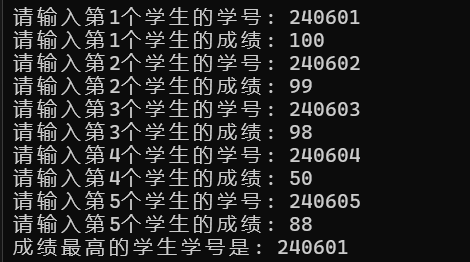 请输入第1个学生的学号: 240601
请输入第1个学生的成绩: 100
请输入第2个学生的学号: 240602
请输入第2个学生的成绩: 99
请输入第3个学生的学号: 240603
请输入第3个学生的成绩: 98
请输入第4个学生的学号: 240604
请输入第4个学生的成绩: 50
请输入第5个学生的学号: 240605
请输入第5个学生的成绩: 88
成绩最高的学生学号是: 240601